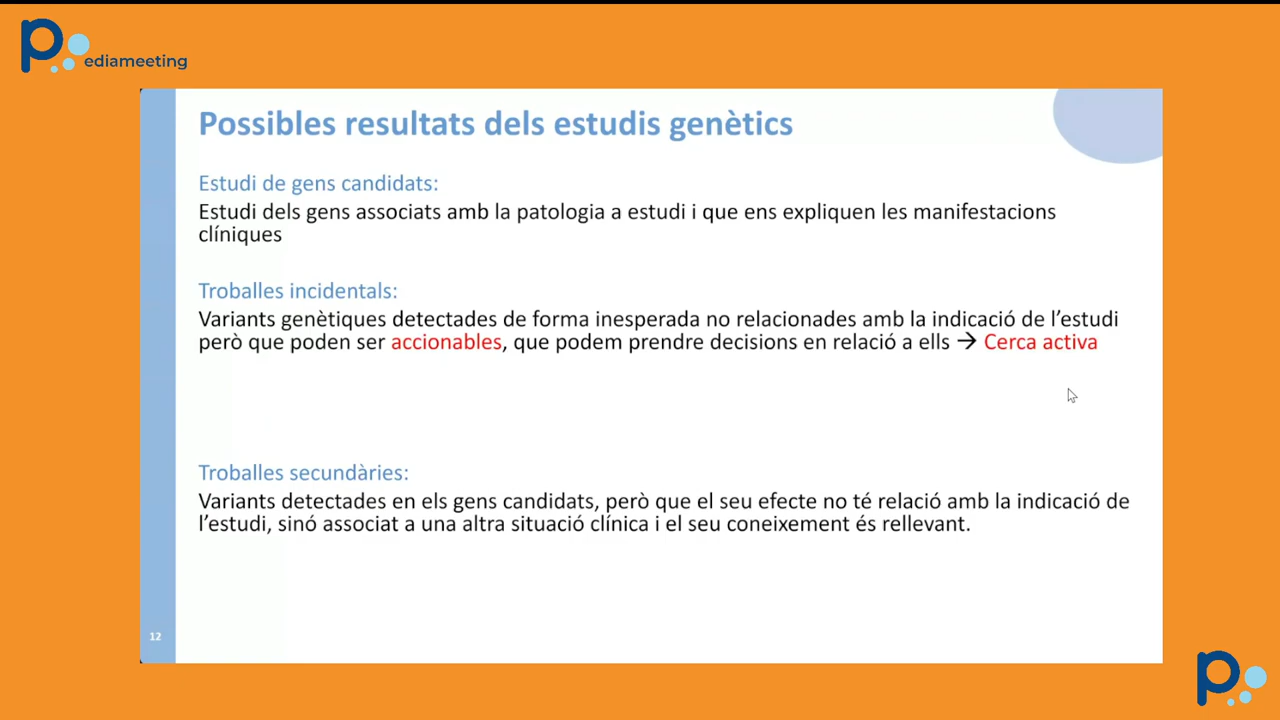 Pediameeting
Possibles resultats dels estudis genètics
Estudi de gens candidats:
Estudi dels gens associats amb la patologia a estudi i que ens expliquen les manifestacions
clíniques
Troballes incidentals:
Variants genètiques detectades de forma inesperada no relacionades amb la indicació de l’estudi
però que poden ser accionables, que podem prendre decisions en relació a ells → Cerca activa
Troballes secundàries:
Variants detectades en els gens candidats, però que el seu efecte no té relació amb la indicació de
l’estudi, sinó associat a una altra situació clínica i el seu coneixement és rellevant.
12
P